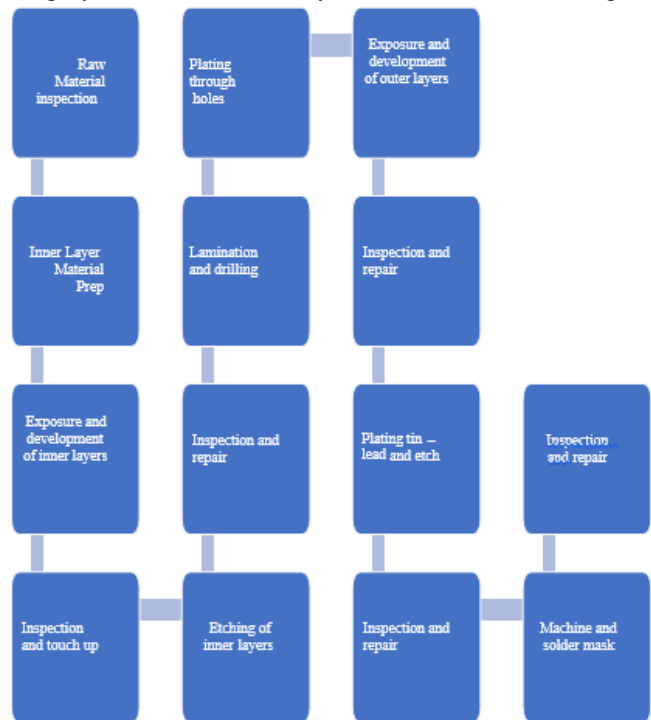 Raw
Material
inspection
Inner Layer
Material
Prep
Exposure and
development
of inner layers
Inspection
and touch up
Etching of
inner layers
Inspection and
repair
Lamination
and drilling
Plating
through
holes
Exposure and
development
of outer layers
Inspection and
repair
Plating tin –
lead and etch
Inspection and
repair
Machine and
solder mask
Inspection
and repair